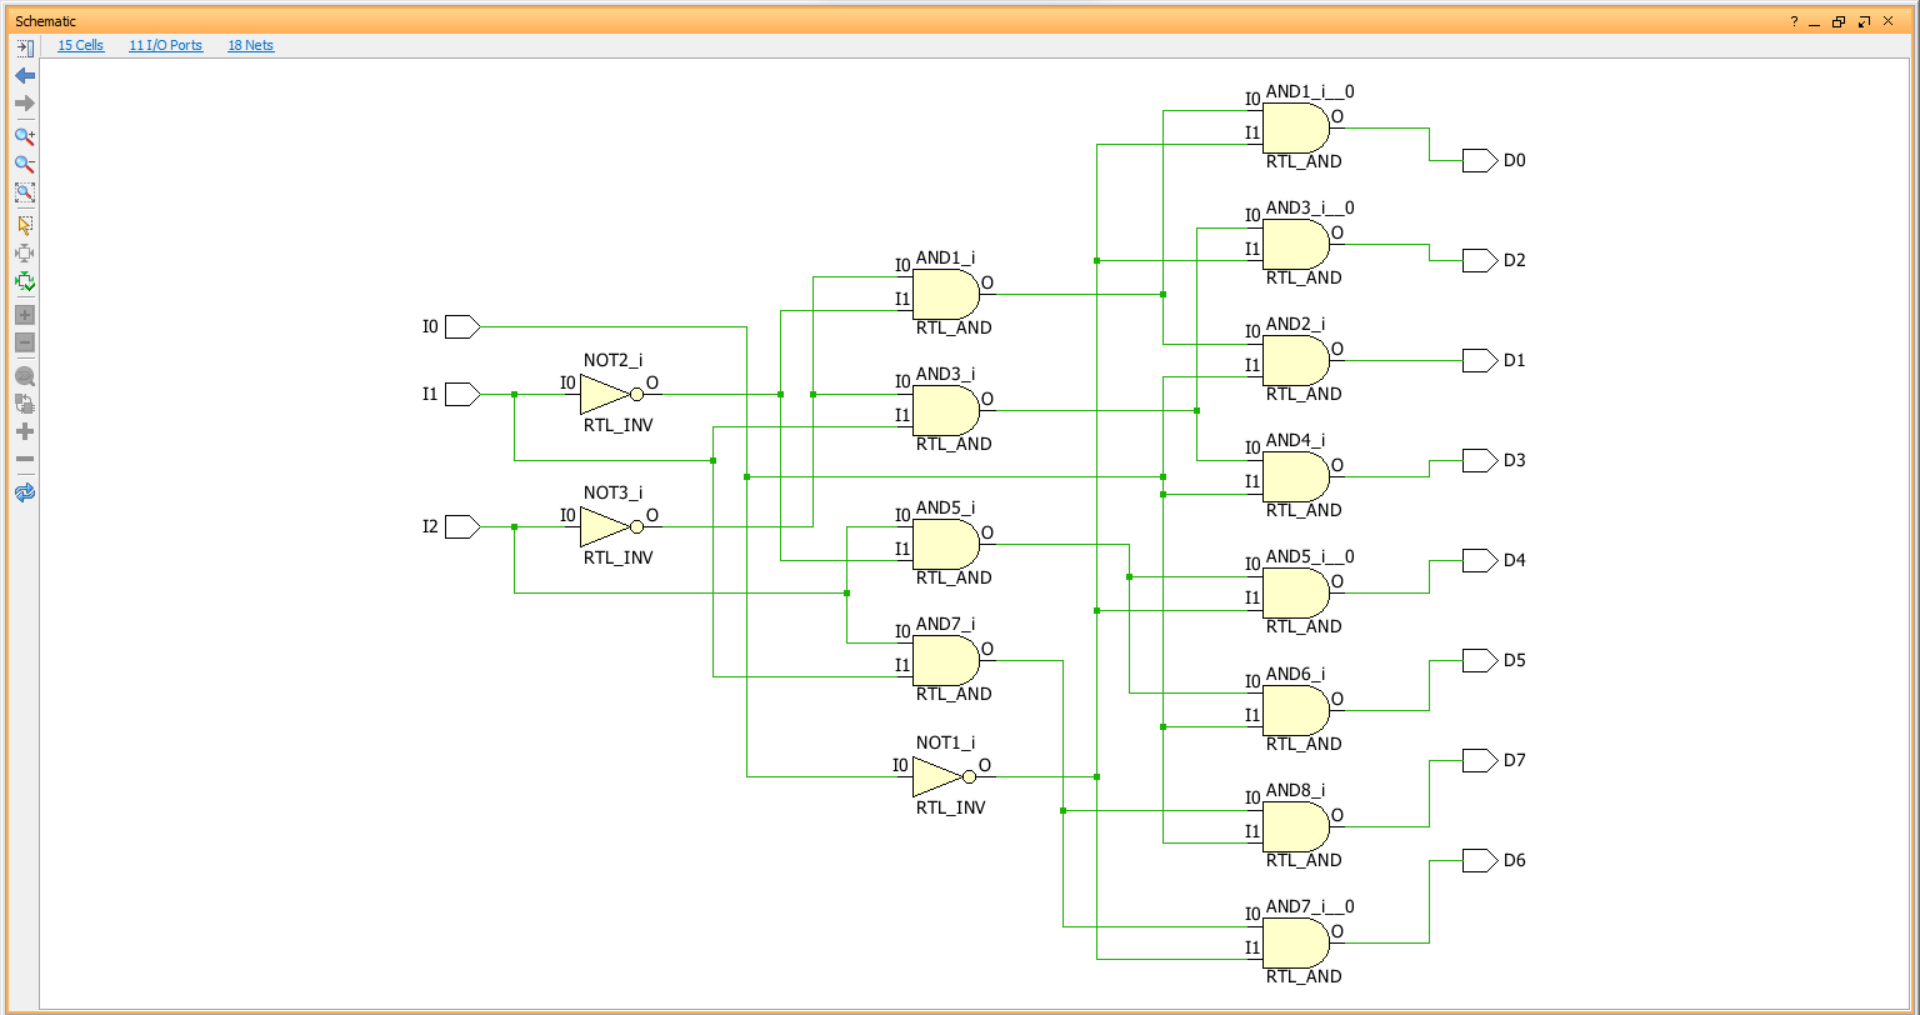 Schematic
?
15 Cells 11 I/O Ports 18 Nets
I0
I1
I2
I0 NOT2_i O
RTL_INV
I0 NOT3_i O
RTL_INV
I0 AND1_i
I1 O
RTL_AND
I0 AND3_i
I1 O
RTL_AND
I0 AND5_i
I1 O
RTL_AND
I0 AND7_i
I1 O
RTL_AND
NOT1_i
I0 O
RTL_INV
I0 AND1_i__0
I1 O
RTL_AND
D0
I0 AND3_i__0
I1 O
RTL_AND
D2
I0 AND2_i
I1 O
RTL_AND
D1
I0 AND4_i
I1 O
RTL_AND
D3
I0 AND5_i__0
I1 O
RTL_AND
D4
I0 AND6_i
I1 O
RTL_AND
D5
I0 AND8_i
I1 O
RTL_AND
D7
I0 AND7_i__0
I1 O
RTL_AND
D6